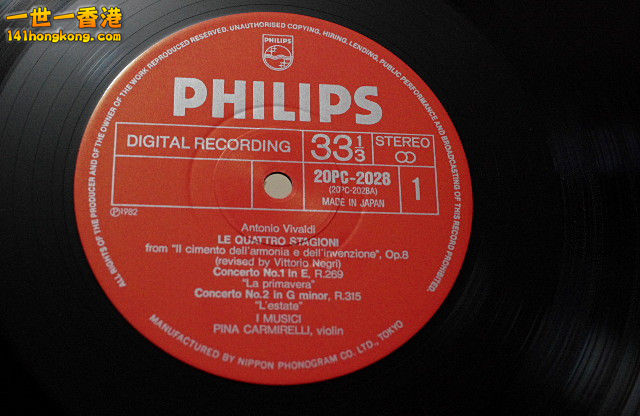 一世一香港
141hongkong.com
ALL RIGHTS OF THE PRODUCER AND OF THE OWNER OF THE WORK REPRODUCED RESERVED. UNAUTHORISED COPYING, HIRING, LENDING, PUBLIC PERFORMANCE AND BROADCASTING OF THIS RECORD PROHIBITED.
PHILIPS
PHILIPS
DIGITAL RECORDING
33 1/3
STEREO
20PC-2028
(20PC-2028A)
MADE IN JAPAN
1
Ⓟ1982
Antonio Vivaldi
LE QUATTRO STAGIONI
from "Il cimento dell'armonia e dell'invenzione", Op.8
(revised by Vittorio Negri)
Concerto No.1 in E, R.269
"La primavera"
Concerto No.2 in G minor, R.315
"L'estate"
I MUSICI
PINA CARMIRELLI, violin
MANUFACTURED BY NIPPON PHONOGRAM CO. LTD., TOKYO